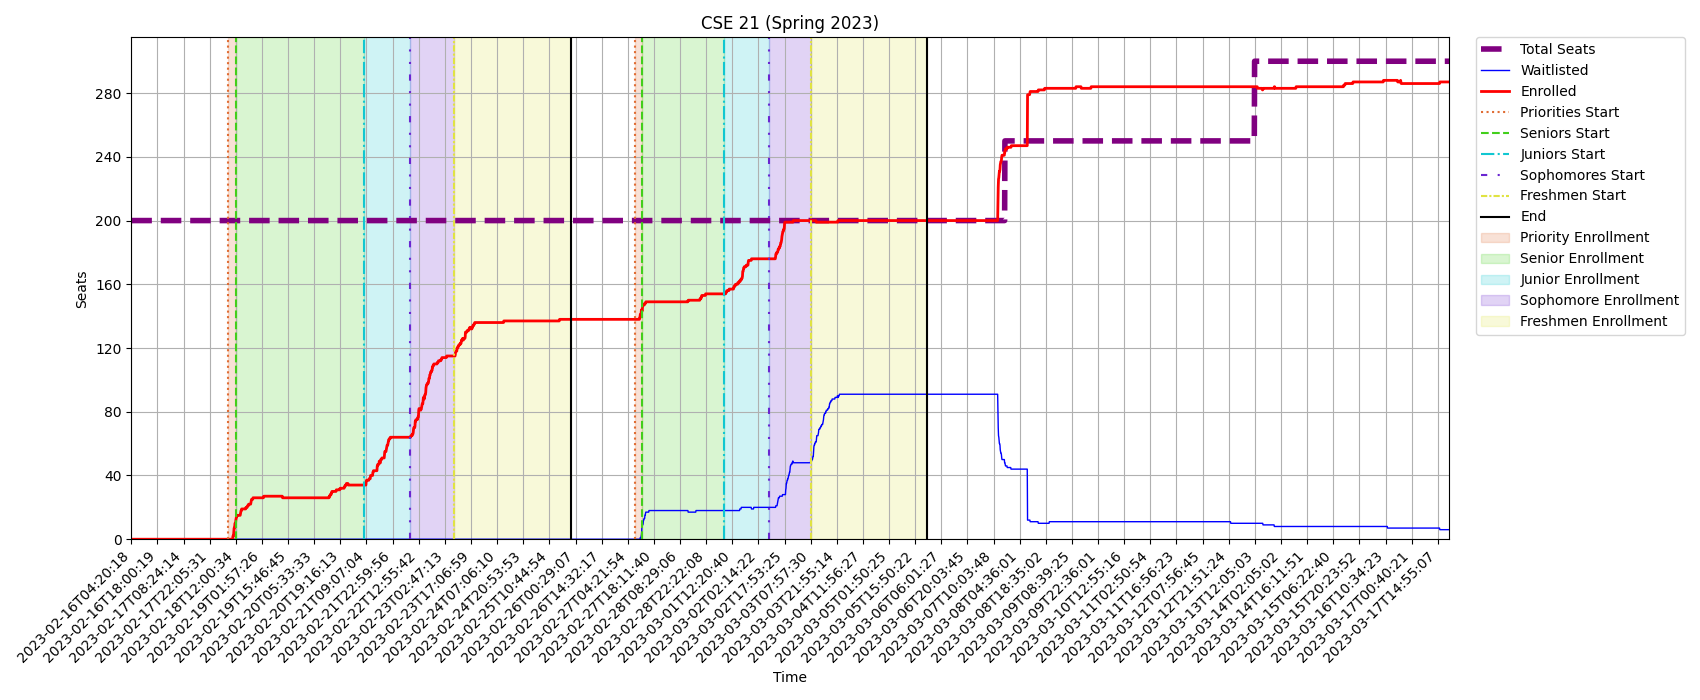 CSE 21 (Spring 2023)
Total Seats
Waitlisted
Enrolled
Priorities Start
Seniors Start
Juniors Start
Sophomores Start
Freshmen Start
End
Priority Enrollment
Senior Enrollment
Junior Enrollment
Sophomore Enrollment
Freshmen Enrollment
Seats
280
240
200
160
120
80
40
0
2023-02-16T04:20:18
2023-02-16T18:00:19
2023-02-17T08:24:14
2023-02-17T22:05:31
2023-02-18T12:00:34
2023-02-19T01:57:26
2023-02-19T15:46:45
2023-02-20T05:33:33
2023-02-20T19:16:13
2023-02-21T09:07:04
2023-02-21T22:59:56
2023-02-22T12:55:42
2023-02-23T02:47:13
2023-02-23T17:06:59
2023-02-24T07:06:10
2023-02-24T20:53:53
2023-02-25T10:44:54
2023-02-26T00:29:07
2023-02-26T14:32:17
2023-02-27T04:21:54
2023-02-27T18:11:40
2023-02-28T08:29:06
2023-02-28T22:22:08
2023-03-01T12:20:40
2023-03-02T02:14:22
2023-03-02T17:53:25
2023-03-03T07:57:30
2023-03-03T21:55:14
2023-03-04T11:56:27
2023-03-05T01:50:25
2023-03-05T15:50:22
2023-03-06T06:01:27
2023-03-06T20:03:45
2023-03-07T10:03:48
2023-03-08T04:36:01
2023-03-08T18:35:02
2023-03-09T08:39:25
2023-03-09T22:36:01
2023-03-10T12:55:16
2023-03-11T02:50:54
2023-03-11T16:56:23
2023-03-12T07:56:45
2023-03-12T21:51:24
2023-03-13T12:05:03
2023-03-14T02:05:02
2023-03-14T16:11:51
2023-03-15T06:22:40
2023-03-15T20:23:52
2023-03-16T10:34:23
2023-03-17T00:40:21
2023-03-17T14:55:07
Time